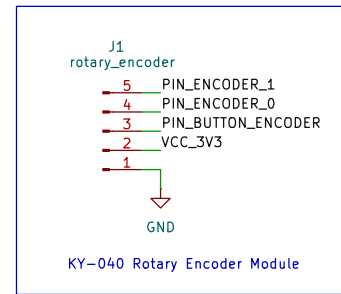 J1
rotary_encoder
5 PIN_ENCODER_1
4 PIN_ENCODER_0
3 PIN_BUTTON_ENCODER
2 VCC_3V3
1
GND
KY-040 Rotary Encoder Module